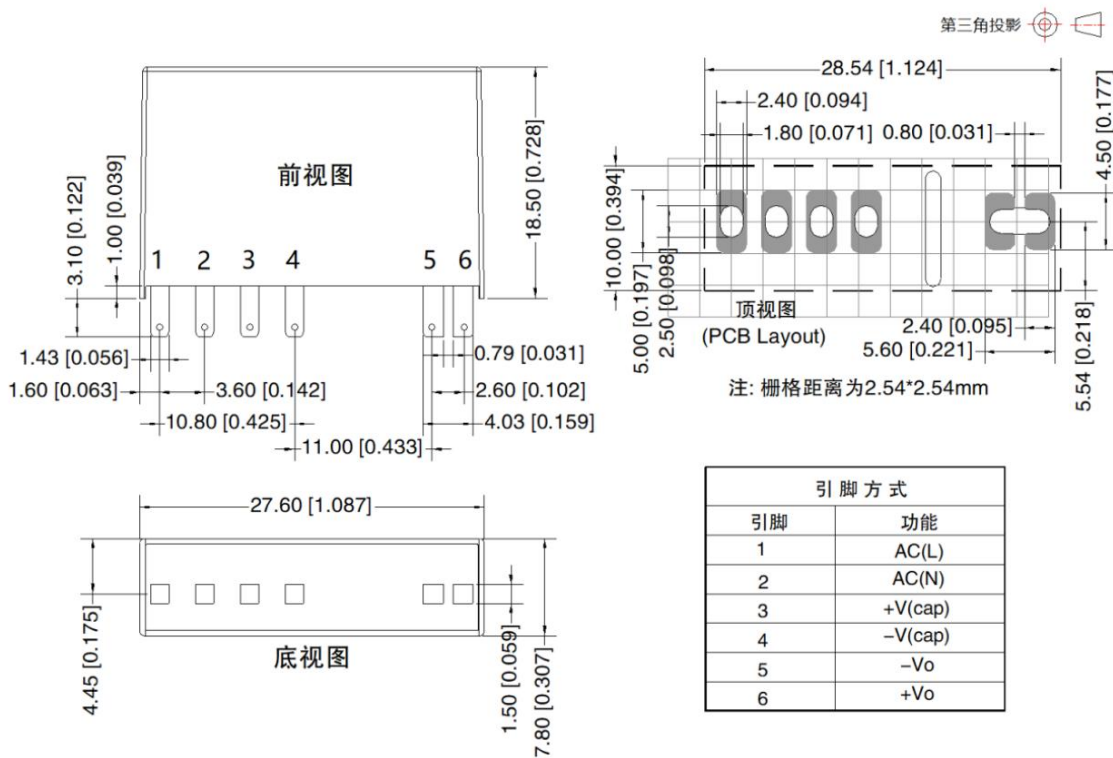 第三角投影
前视图
1 2 3 4 5 6
18.50 [0.728]
3.10 [0.122]
1.00 [0.039]
1.43 [0.056]
0.79 [0.031]
1.60 [0.063]
3.60 [0.142]
2.60 [0.102]
10.80 [0.425]
4.03 [0.159]
11.00 [0.433]
28.54 [1.124]
2.40 [0.094]
1.80 [0.071]
0.80 [0.031]
4.50 [0.177]
10.00 [0.394]
5.00 [0.197]
2.50 [0.098]
顶视图
(PCB Layout)
2.40 [0.095]
5.60 [0.221]
5.54 [0.218]
注: 栅格距离为2.54*2.54mm
27.60 [1.087]
4.45 [0.175]
1.50 [0.059]
7.80 [0.307]
底视图
引 脚 方 式
引脚 功能
1 AC(L)
2 AC(N)
3 +V(cap)
4 –V(cap)
5 –Vo
6 +Vo